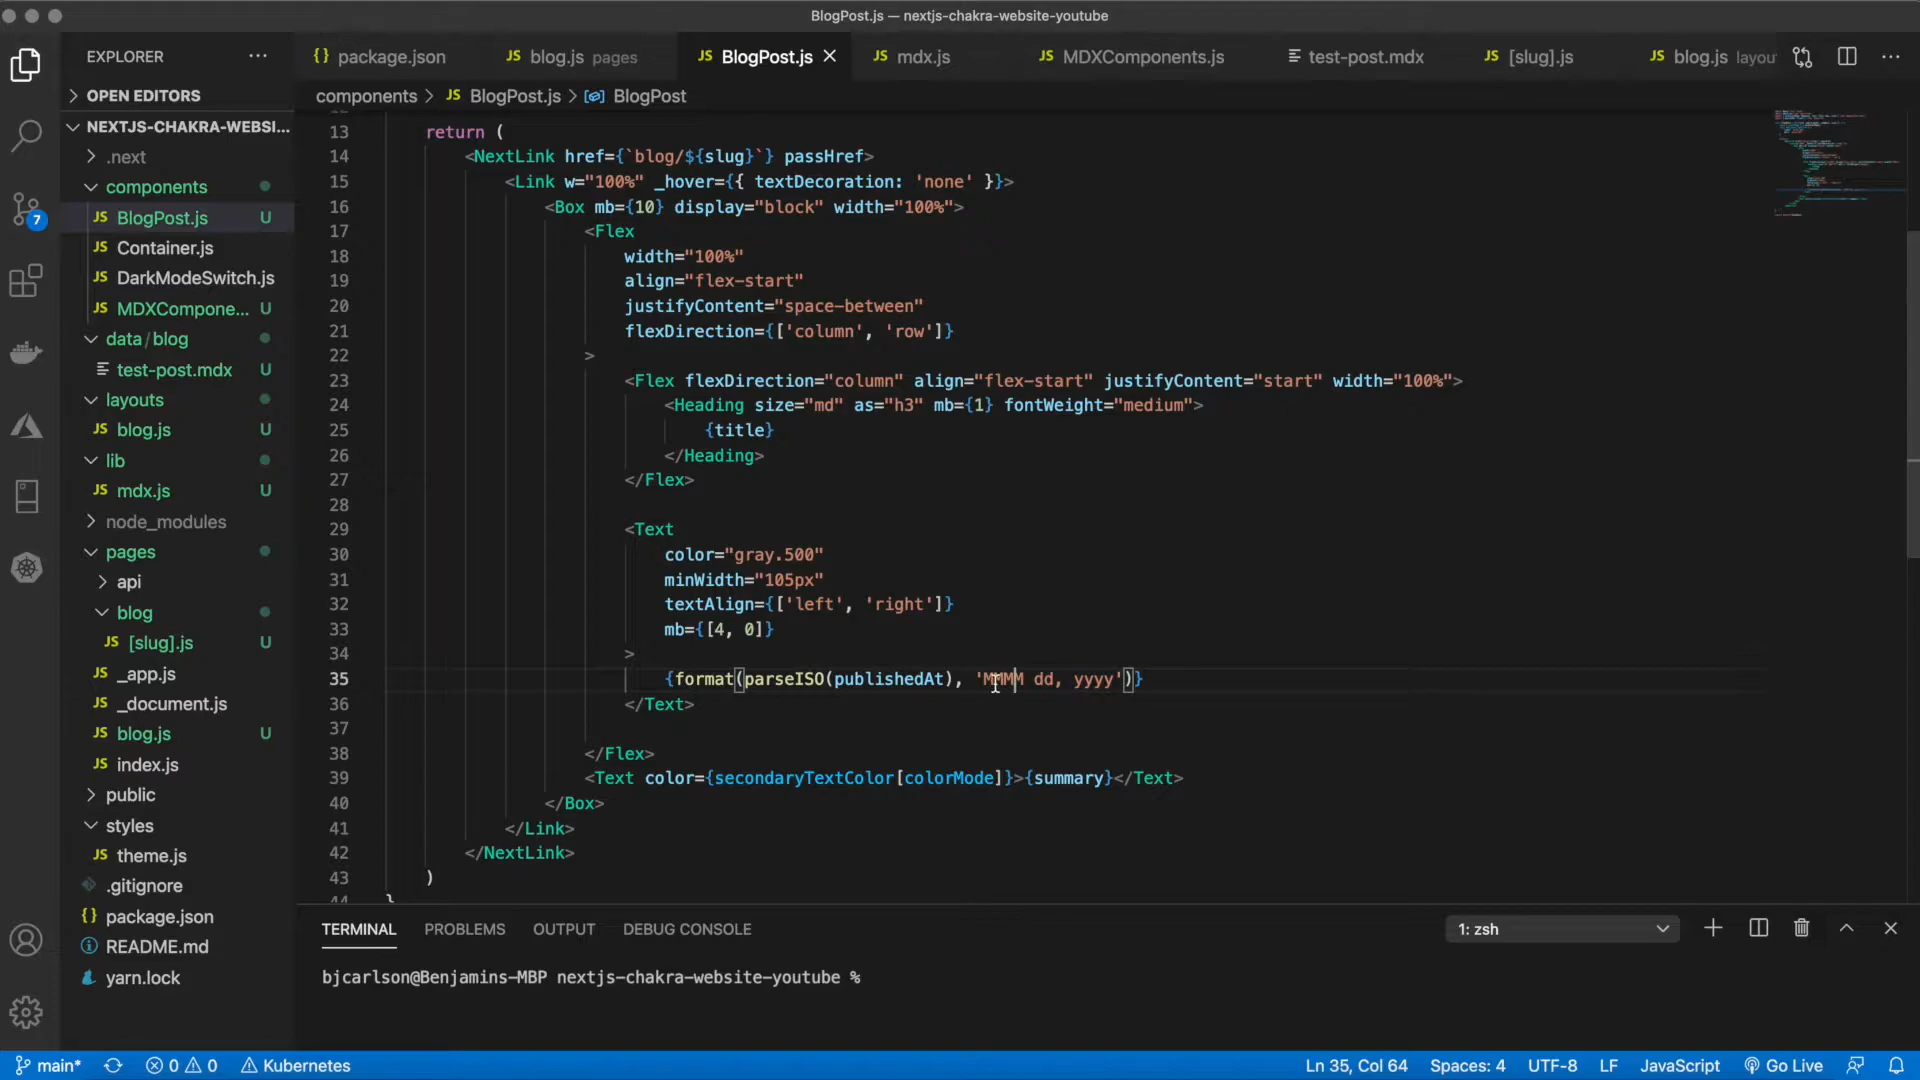 BlogPost.js — nextjs-chakra-website-youtube
EXPLORER
{} package.json
JS blog.js pages
JS BlogPost.js
JS mdx.js
JS MDXComponents.js
test-post.mdx
JS [slug].js
JS blog.js layou
components > JS BlogPost.js > BlogPost
OPEN EDITORS
NEXTJS-CHAKRA-WEBSI...
.next
components
JS BlogPost.js U
JS Container.js
JS DarkModeSwitch.js
JS MDXCompone... U
data/blog
test-post.mdx U
layouts
JS blog.js U
lib
JS mdx.js U
node_modules
pages
api
blog
JS [slug].js U
JS _app.js
JS _document.js
JS blog.js U
JS index.js
public
styles
JS theme.js
.gitignore
{} package.json
README.md
yarn.lock
7
13 return (
14 <NextLink href={`blog/${slug}`} passHref>
15 <Link w="100%" _hover={{ textDecoration: 'none' }}>
16 <Box mb={10} display="block" width="100%">
17 <Flex
18 width="100%"
19 align="flex-start"
20 justifyContent="space-between"
21 flexDirection={['column', 'row']}
22 >
23 <Flex flexDirection="column" align="flex-start" justifyContent="start" width="100%">
24 <Heading size="md" as="h3" mb={1} fontWeight="medium">
25 {title}
26 </Heading>
27 </Flex>
28
29 <Text
30 color="gray.500"
31 minWidth="105px"
32 textAlign={['left', 'right']}
33 mb={[4, 0]}
34 >
35 {format(parseISO(publishedAt), 'MMMM dd, yyyy')}
36 </Text>
37
38 </Flex>
39 <Text color={secondaryTextColor[colorMode]}>{summary}</Text>
40 </Box>
41 </Link>
42 </NextLink>
43 )
44 }
TERMINAL PROBLEMS OUTPUT DEBUG CONSOLE
1: zsh
bjcarlson@Benjamins-MBP nextjs-chakra-website-youtube %
main* 0 0 Kubernetes
Ln 35, Col 64 Spaces: 4 UTF-8 LF JavaScript Go Live